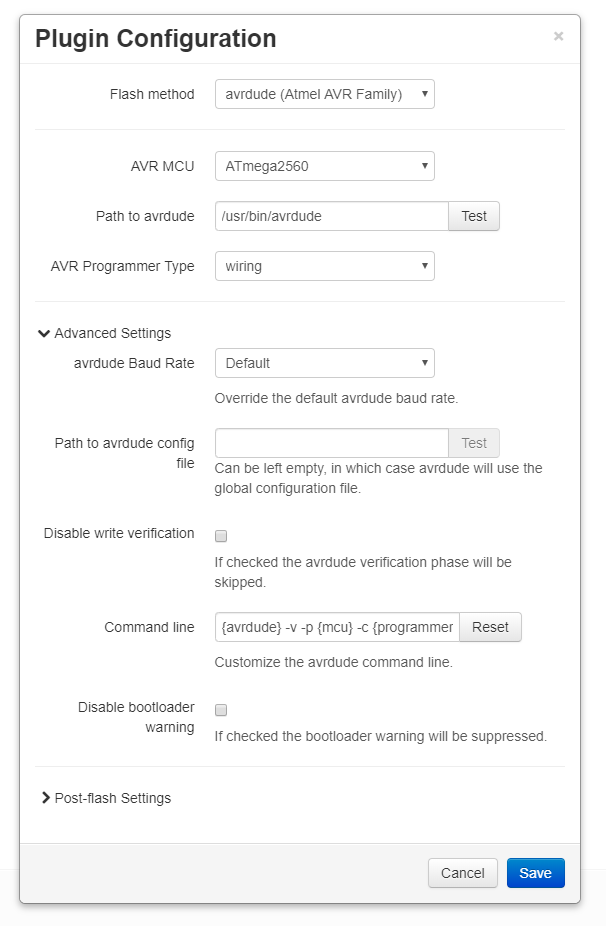 Plugin Configuration ×
Flash method avrdude (Atmel AVR Family)
AVR MCU ATmega2560
Path to avrdude /usr/bin/avrdude Test
AVR Programmer Type wiring
Advanced Settings
avrdude Baud Rate Default
Override the default avrdude baud rate.
Path to avrdude config Test
file
Can be left empty, in which case avrdude will use the
global configuration file.
Disable write verification
If checked the avrdude verification phase will be
skipped.
Command line {avrdude} -v -p {mcu} -c {programmer Reset
Customize the avrdude command line.
Disable bootloader
warning
If checked the bootloader warning will be suppressed.
Post-flash Settings
Cancel Save